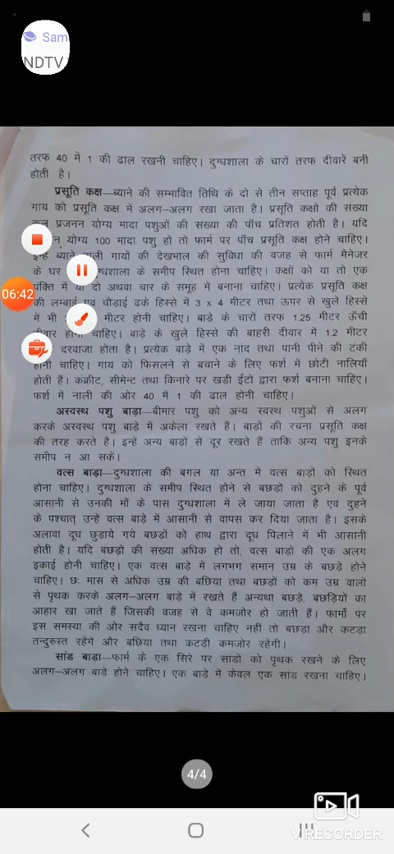 Sam
NDTV
तरफ 40 में 1 की ढाल रखनी चाहिए। दुग्धशाला के चारों तरफ दीवारें बनी
होती है।
प्रसूति कक्ष—ब्याने की सम्भावित तिथि के दो से तीन सप्ताह पूर्व प्रत्येक
गाय को प्रसूति कक्ष में अलग-अलग रखा जाता है। प्रसूति कक्षों की संख्या
प्रजनन योग्य मादा पशुओं की संख्या की पाँच प्रतिशत होती है। यदि
योग्य 100 मादा पशु हो तो फार्म पर पाँच प्रसूति कक्ष होने चाहिए।
गायों की देखभाल की सुविधा की वजह से फार्म मैनेजर
के घर के समीप स्थित होना चाहिए। कक्षों को या तो एक
06:42
पंक्ति में या दो अथवा चार के समूह में बनाना चाहिए। प्रत्येक प्रसूति कक्ष
की लम्बाई एवं चौड़ाई ढके हिस्से में 3 x 4 मीटर तथा ऊपर से खुले हिस्से
में भी मीटर होनी चाहिए। बाड़े के चारों तरफ 1.25 मीटर ऊँची
चाहिए। बाड़े के खुले हिस्से की बाहरी दीवार में 1.2 मीटर
दरवाजा होता है। प्रत्येक बाड़े में एक नांद तथा पानी पीने की टंकी
चाहिए। गाय को फिसलने से बचाने के लिए फर्श में छोटी नालियाँ
होती हैं। कंकीट, सीमेन्ट तथा किनारे पर खडी ईंटों द्वारा फर्श बनाना चाहिए।
फर्श में नाली की ओर 40 में 1 की ढाल होनी चाहिए।
अस्वस्थ पशु बाड़ा—बीमार पशु को अन्य स्वस्थ पशुओं से अलग
करके अस्वस्थ पशु बाड़े में अकेला रखते हैं। बाडों की रचना प्रसूति कक्ष
की तरह करते हैं। इन्हें अन्य बाडों से दूर रखते हैं ताकि अन्य पशु इनके
समीप न आ सकें।
वत्स बाड़ा—दुग्धशाला की बगल या अन्त में वत्स बाडों को स्थित
होना चाहिए। दुग्धशाला के समीप स्थित होने से बछडों को दुहने के पूर्व
आसानी से उनकी माँ के पास दुग्धशाला में ले जाया जाता है एवं दुहने
के पश्चात् उन्हें वत्स बाडे में आसानी से वापस कर दिया जाता है। इसके
अलावा दूध छुड़ाये गये बछडों को हाथ द्वारा दूध पिलाने में भी आसानी
होती है। यदि बछडों की संख्या अधिक हो तो, वत्स बाडों की एक अलग
इकाई होनी चाहिए। एक वत्स बाडे में लगभग समान उम्र के बछडे होने
चाहिए। छः मास से अधिक उम्र की बछिया तथा बछडों को कम उम्र वालों
से पृथक करके अलग-अलग बाडे में रखते हैं अन्यथा बछडे, बछडियों का
आहार खा जाते हैं जिसकी वजह से ये कमजोर हो जाती हैं। फार्मों पर
इस समस्या की ओर सदैव ध्यान रखना चाहिए नहीं तो बछडा और कटडा
तन्दुरुस्त रहेंगे और बछिया तथा कटडी कमजोर रहेगी।
सांड बाड़ा—फार्म के एक सिरे पर सांडों को पृथक रखने के लिए
अलग-अलग बाडे होने चाहिए। एक बाडे में केवल एक सांड रखना चाहिए।
4/4
VIRECORDER